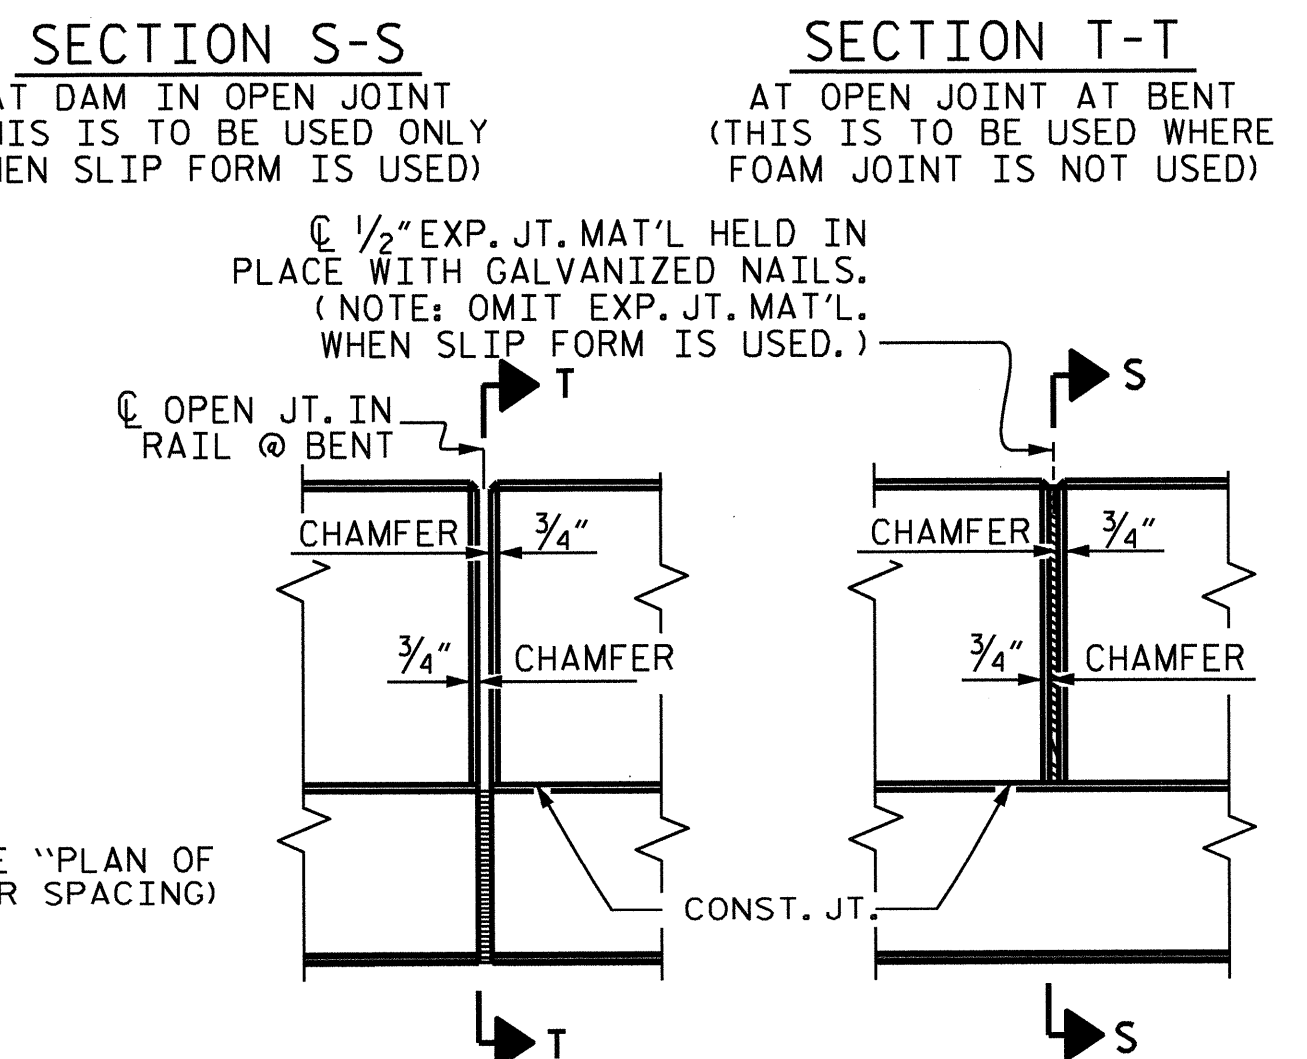 SECTION S-S
AT DAM IN OPEN JOINT
HIS IS TO BE USED ONLY
EN SLIP FORM IS USED)
SECTION T-T
AT OPEN JOINT AT BENT
(THIS IS TO BE USED WHERE
FOAM JOINT IS NOT USED)
℄ 1/2" EXP. JT. MAT'L HELD IN
PLACE WITH GALVANIZED NAILS.
(NOTE: OMIT EXP. JT. MAT'L.
WHEN SLIP FORM IS USED.)
T
S
℄ OPEN JT. IN
RAIL @ BENT
CHAMFER
3/4"
CHAMFER
3/4"
3/4"
CHAMFER
3/4"
CHAMFER
E "PLAN OF
R SPACING)
CONST. JT.
T
S